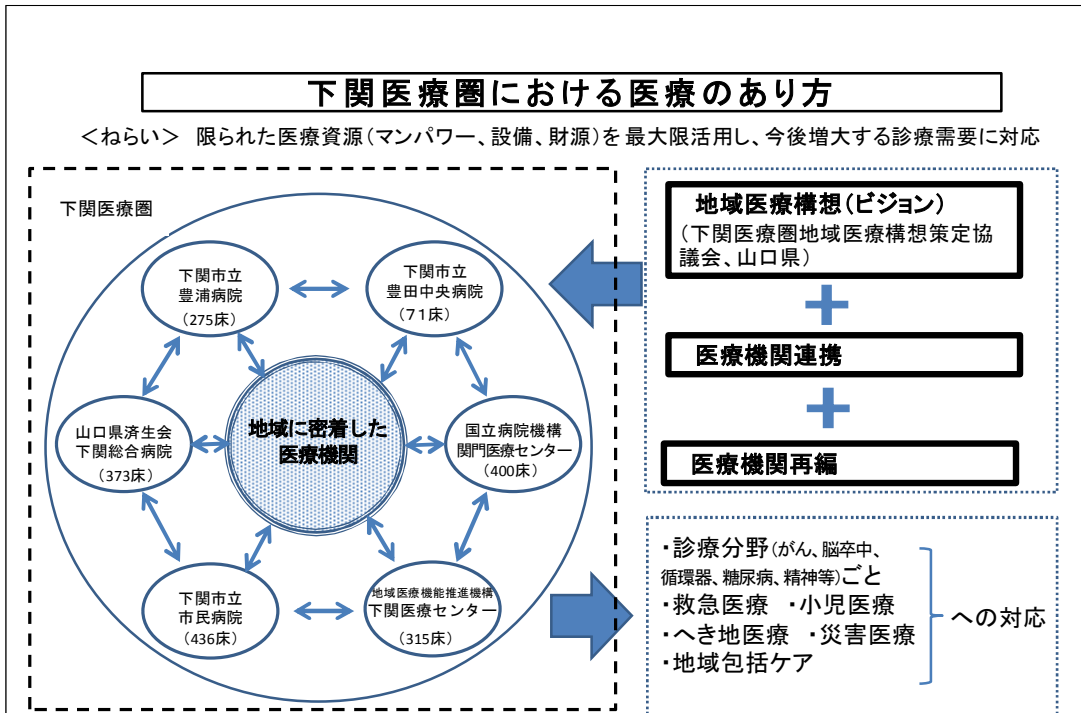 下関医療圏における医療のあり方
＜ねらい＞ 限られた医療資源（マンパワー、設備、財源）を最大限活用し、今後増大する診療需要に対応
下関医療圏
下関市立
豊浦病院
（275床）
下関市立
豊田中央病院
（７１床）
山口県済生会
下関総合病院
（373床）
地域に密着した
医療機関
国立病院機構
関門医療センター
（400床）
下関市立
市民病院
（436床）
地域医療機能推進機構
下関医療センター
（315床）
地域医療構想（ビジョン）
（下関医療圏地域医療構想策定協
議会、山口県）
医療機関連携
医療機関再編
・診療分野（がん、脳卒中、
循環器、糖尿病、精神等）ごと
・救急医療 ・小児医療
・へき地医療 ・災害医療
・地域包括ケア
への対応